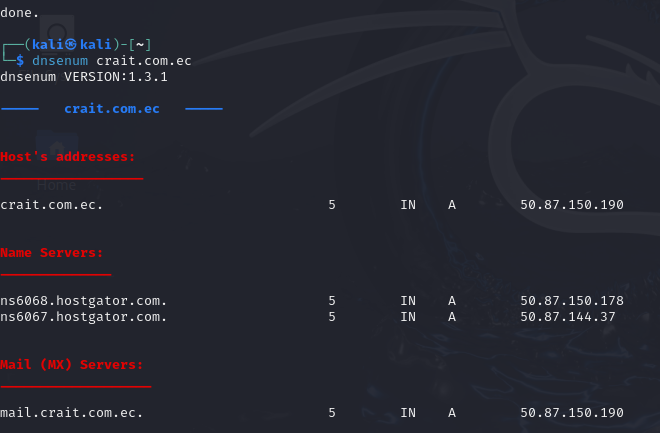 done.
┌──(kali㉿kali)-[~]
└─$ dnsenum crait.com.ec
dnsenum VERSION:1.3.1
-----   crait.com.ec   -----
Host's addresses:
__________________
crait.com.ec. 5 IN A 50.87.150.190
Name Servers:
______________
ns6068.hostgator.com. 5 IN A 50.87.150.178
ns6067.hostgator.com. 5 IN A 50.87.144.37
Mail (MX) Servers:
___________________
mail.crait.com.ec. 5 IN A 50.87.150.190
Home